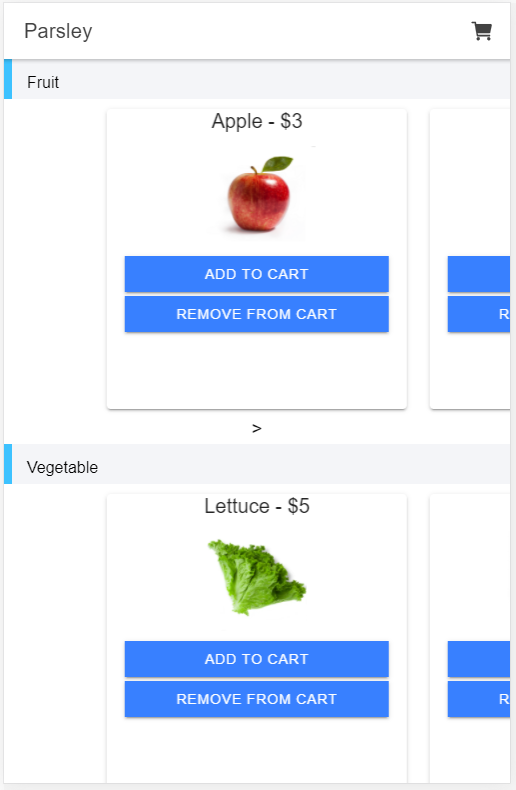 Parsley
Fruit
Apple - $3
ADD TO CART
REMOVE FROM CART
R
>
Vegetable
Lettuce - $5
ADD TO CART
REMOVE FROM CART
R